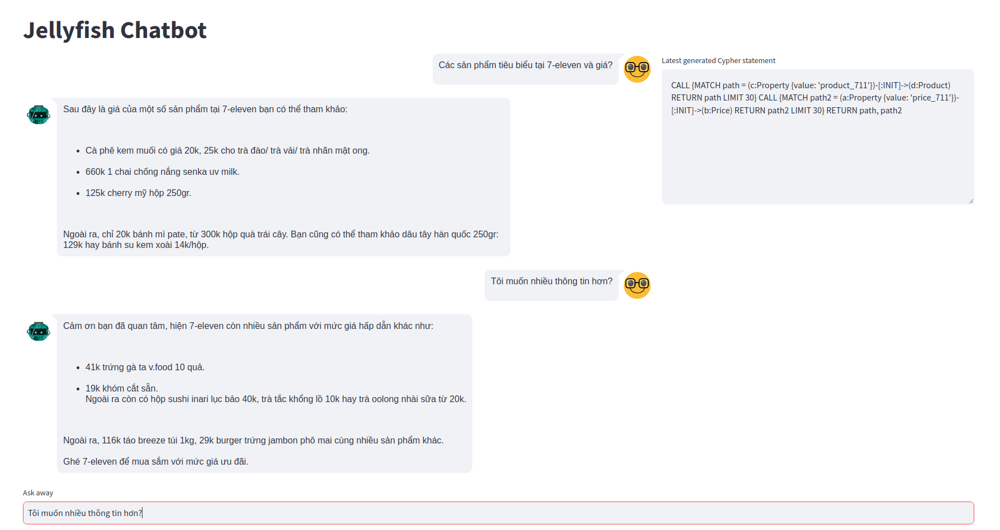 Jellyfish Chatbot
Các sản phẩm tiêu biểu tại 7-eleven và giá?
Sau đây là giá của một số sản phẩm tại 7-eleven bạn có thể tham khảo:
Cà phê kem muối có giá 20k, 25k cho trà đào/ trà vải/ trà nhãn mật ong.
660k 1 chai chống nắng senka uv milk.
125k cherry mỹ hộp 250gr.
Ngoài ra, chỉ 20k bánh mì pate, từ 300k hộp quà trái cây. Bạn cũng có thể tham khảo dâu tây hàn quốc 250gr:
129k hay bánh su kem xoài 14k/hộp.
Tôi muốn nhiều thông tin hơn?
Cảm ơn bạn đã quan tâm, hiện 7-eleven còn nhiều sản phẩm với mức giá hấp dẫn khác như:
41k trứng gà ta v.food 10 quả.
19k khóm cắt sẵn.
Ngoài ra còn có hộp sushi inari lục bảo 40k, trà tắc khổng lồ 10k hay trà oolong nhài sữa từ 20k.
Ngoài ra, 116k táo breeze túi 1kg, 29k burger trứng jambon phô mai cùng nhiều sản phẩm khác.
Ghé 7-eleven để mua sắm với mức giá ưu đãi.
Latest generated Cypher statement
CALL {MATCH path = (c:Property {value: 'product_711'})-[:INIT]->(d:Product)
RETURN path LIMIT 30} CALL {MATCH path2 = (a:Property {value: 'price_711'})-
[:INIT]->(b:Price) RETURN path2 LIMIT 30} RETURN path, path2
Ask away
Tôi muốn nhiều thông tin hơn?